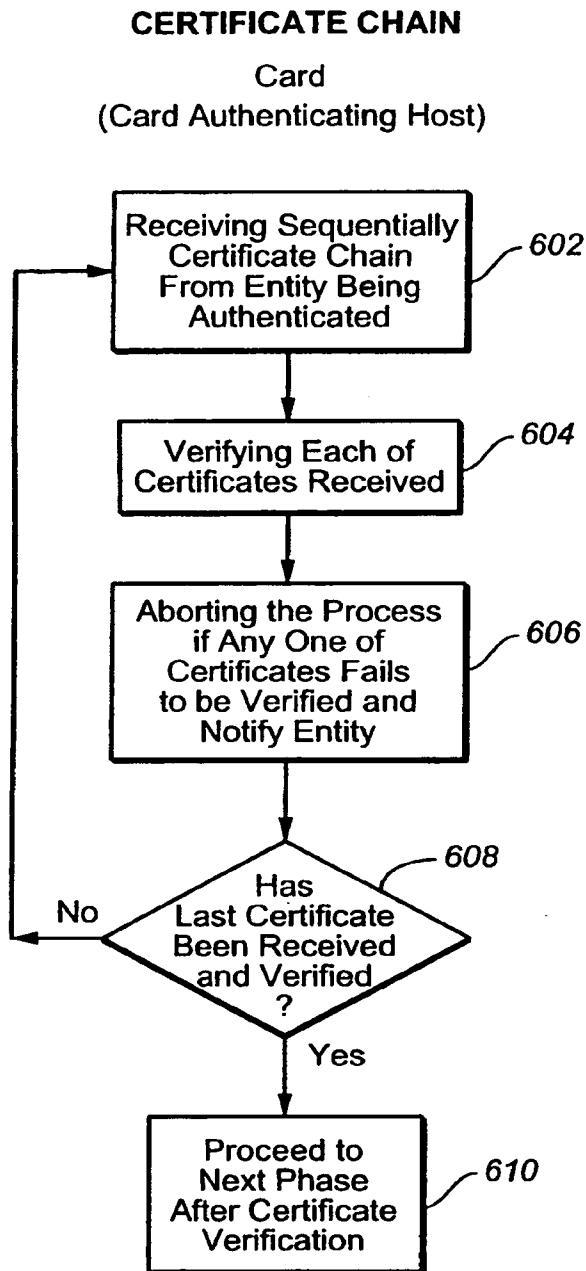 CERTIFICATE CHAIN
Card
(Card Authenticating Host)
Receiving Sequentially
Certificate Chain
From Entity Being
Authenticated
602
Verifying Each of
Certificates Received
604
Aborting the Process
if Any One of
Certificates Fails
to be Verified and
Notify Entity
606
Has
Last Certificate
Been Received
and Verified
?
608
No
Yes
Proceed to
Next Phase
After Certificate
Verification
610